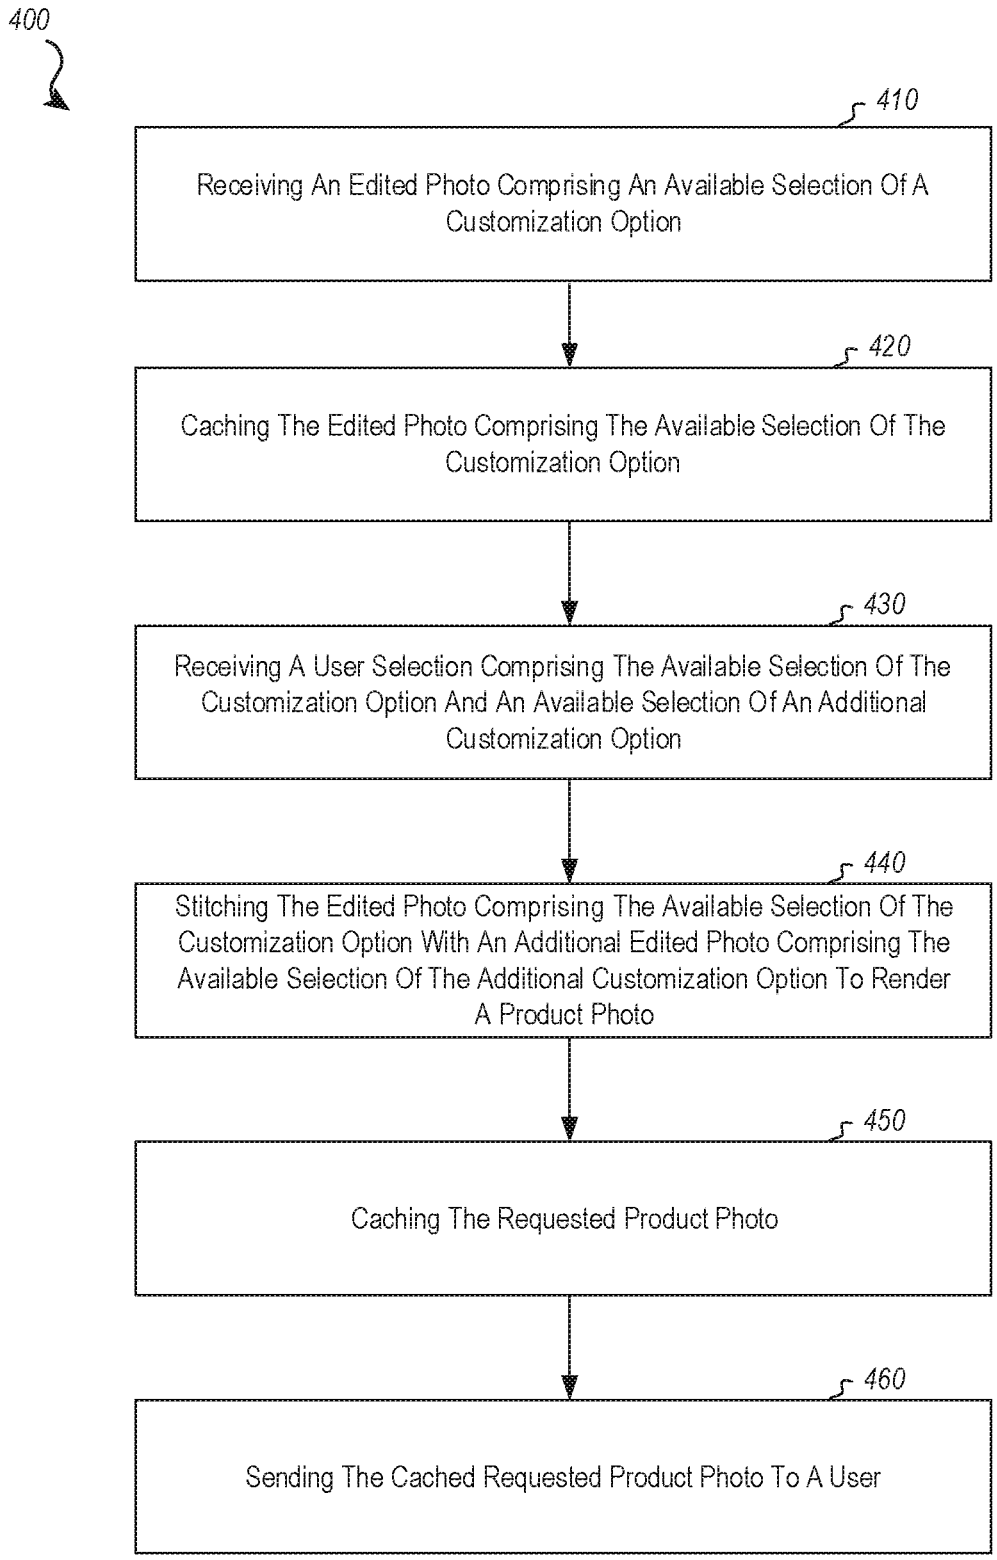 400
410
Receiving An Edited Photo Comprising An Available Selection Of A
Customization Option
420
Caching The Edited Photo Comprising The Available Selection Of The
Customization Option
430
Receiving A User Selection Comprising The Available Selection Of The
Customization Option And An Available Selection Of An Additional
Customization Option
440
Stitching The Edited Photo Comprising The Available Selection Of The
Customization Option With An Additional Edited Photo Comprising The
Available Selection Of The Additional Customization Option To Render
A Product Photo
450
Caching The Requested Product Photo
460
Sending The Cached Requested Product Photo To A User